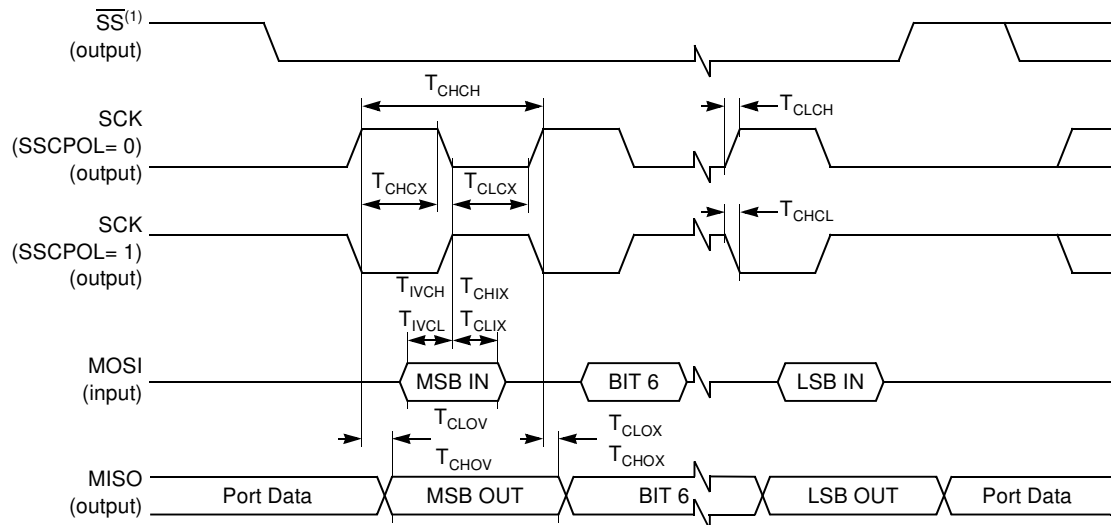 SS(1)
(output)
TCHCH
TCLCH
SCK
(SSCPOL= 0)
(output)
TCHCX
TCLCX
TCHCL
SCK
(SSCPOL= 1)
(output)
TIVCH
TCHIX
TIVCL
TCLIX
MOSI
(input)
MSB IN
BIT 6
LSB IN
TCLOV
TCLOX
TCHOV
TCHOX
MISO
(output)
Port Data
MSB OUT
BIT 6
LSB OUT
Port Data